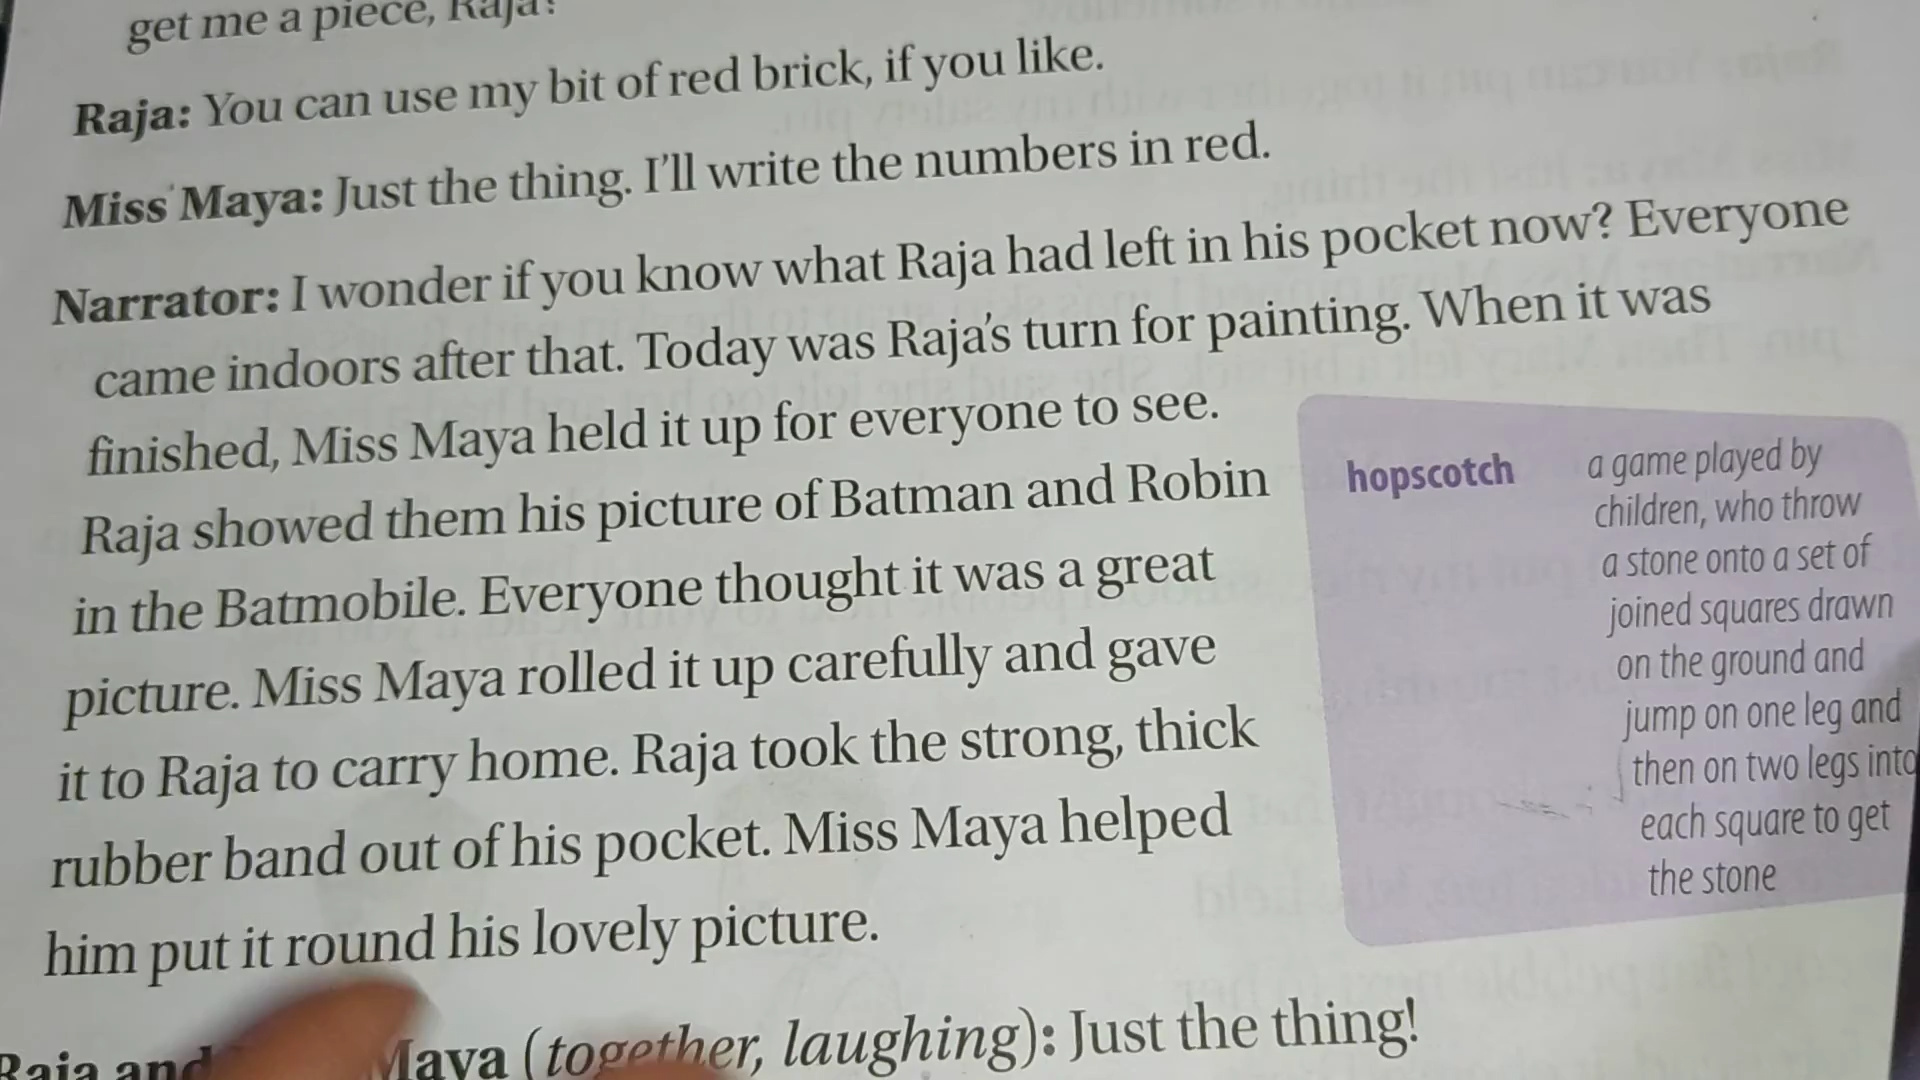 get me a piece, Raja?
Raja: You can use my bit of red brick, if you like.
Miss Maya: Just the thing. I'll write the numbers in red.
Narrator: I wonder if you know what Raja had left in his pocket now? Everyone
came indoors after that. Today was Raja's turn for painting. When it was
finished, Miss Maya held it up for everyone to see.
Raja showed them his picture of Batman and Robin
in the Batmobile. Everyone thought it was a great
picture. Miss Maya rolled it up carefully and gave
it to Raja to carry home. Raja took the strong, thick
rubber band out of his pocket. Miss Maya helped
him put it round his lovely picture.
Raja and Maya (together, laughing): Just the thing!
hopscotch
a game played by
children, who throw
a stone onto a set of
joined squares drawn
on the ground and
jump on one leg and
then on two legs into
each square to get
the stone